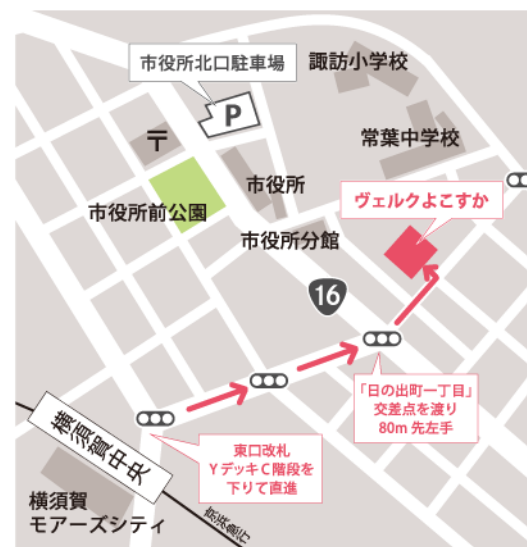 市役所北口駐車場
P
諏訪小学校
常葉中学校
〒
市役所
市役所前公園
ヴェルクよこすか
市役所分館
16
「日の出町一丁目」
交差点を渡り
80m 先左手
横須賀中央
東口改札
YデッキC階段を
下りて直進
横須賀
モアーズシティ
京浜急行